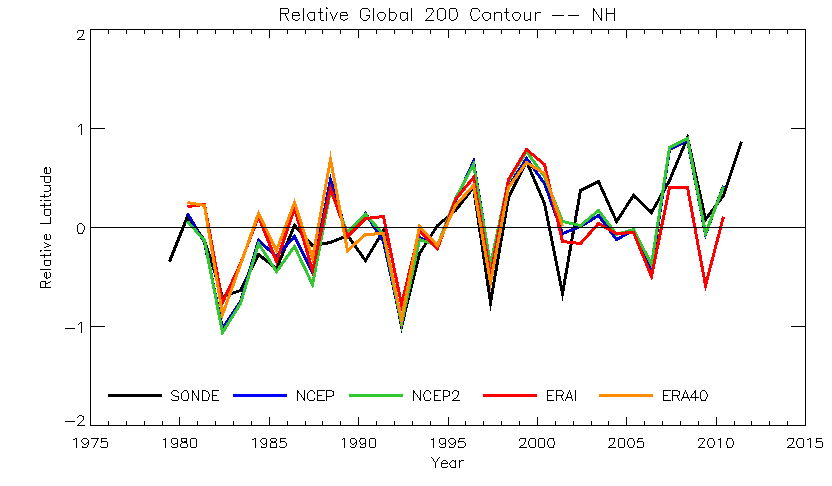 Relative Global 200 Contour -- NH
2
1
0
-1
-2
Relative Latitude
SONDE NCEP NCEP2 ERAI ERA40
1975 1980 1985 1990 1995 2000 2005 2010 2015
Year